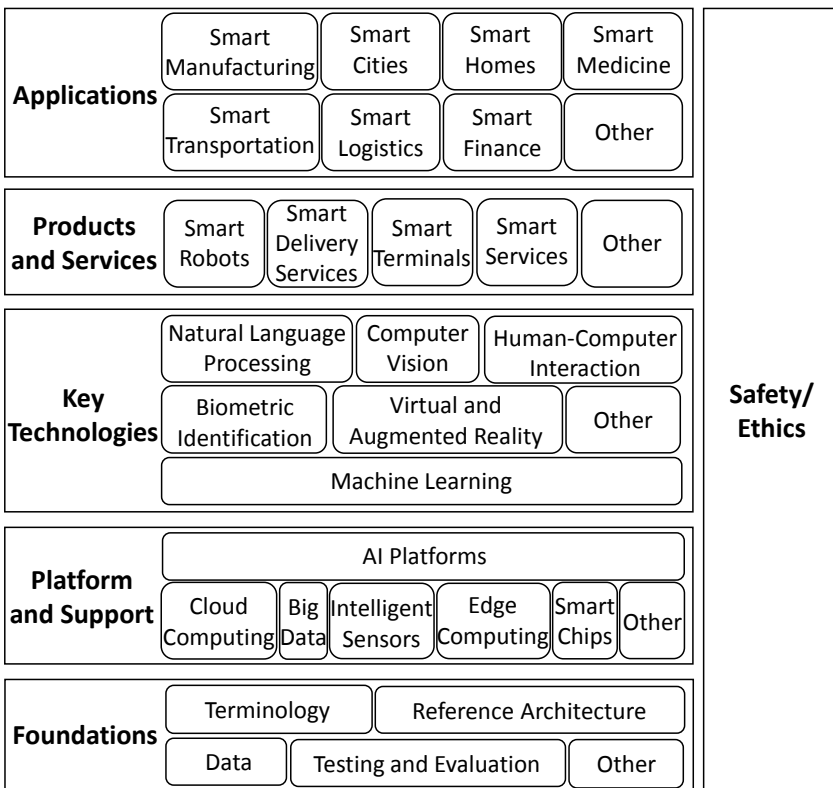 Applications
Smart
Manufacturing
Smart
Cities
Smart
Homes
Smart
Medicine
Smart
Transportation
Smart
Logistics
Smart
Finance
Other
Products
and Services
Smart
Robots
Smart
Delivery
Services
Smart
Terminals
Smart
Services
Other
Key
Technologies
Natural Language
Processing
Computer
Vision
Human-Computer
Interaction
Biometric
Identification
Virtual and
Augmented Reality
Other
Machine Learning
Platform
and Support
AI Platforms
Cloud
Computing
Big
Data
Intelligent
Sensors
Edge
Computing
Smart
Chips
Other
Foundations
Terminology
Reference Architecture
Data
Testing and Evaluation
Other
Safety/
Ethics